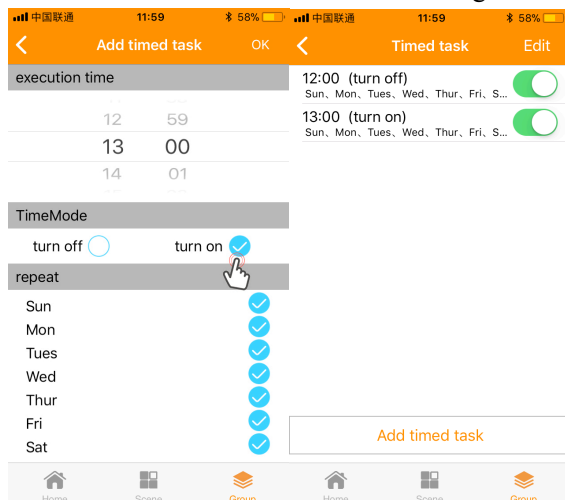 中国联通 11:59 58%
Add timed task OK
execution time
12 59
13 00
14 01
TimeMode
turn off turn on
repeat
Sun
Mon
Tues
Wed
Thur
Fri
Sat
Home Scene Group
中国联通 11:59 58%
Timed task Edit
12:00 (turn off)
Sun、Mon、Tues、Wed、Thur、Fri、S...
13:00 (turn on)
Sun、Mon、Tues、Wed、Thur、Fri、S...
Add timed task
Home Scene Group